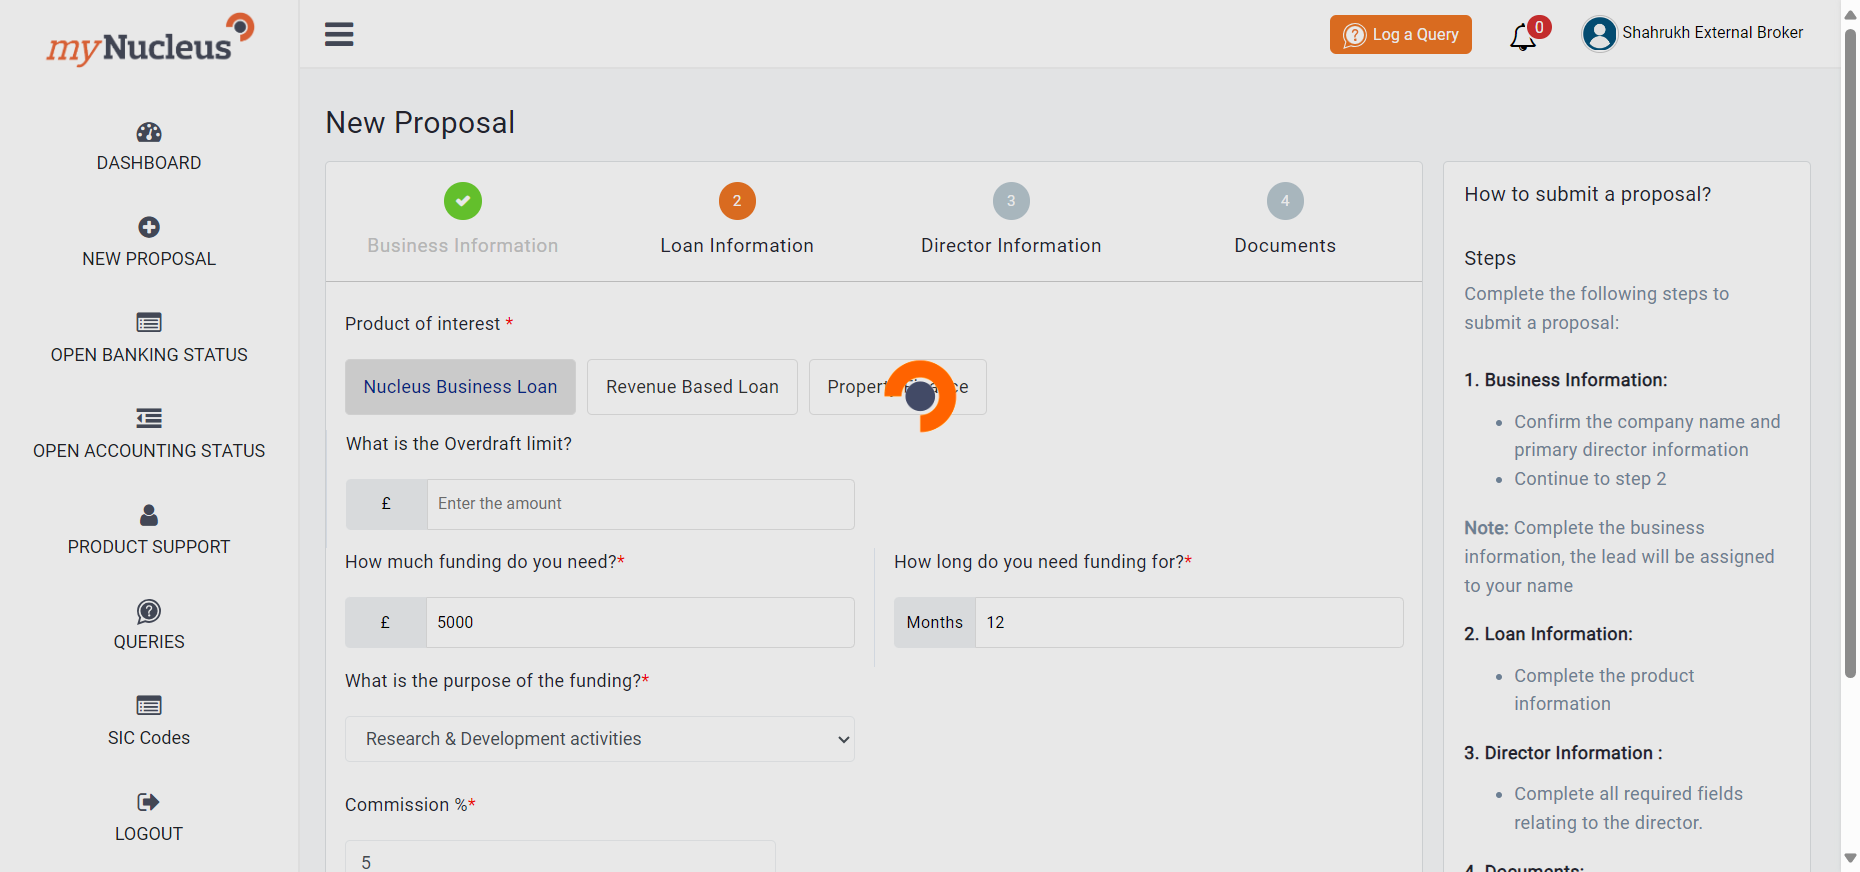 myNucleus
Log a Query
0
Shahrukh External Broker
DASHBOARD
NEW PROPOSAL
OPEN BANKING STATUS
OPEN ACCOUNTING STATUS
PRODUCT SUPPORT
QUERIES
SIC Codes
LOGOUT
New Proposal
Business Information
2
Loan Information
3
Director Information
4
Documents
Product of interest *
Nucleus Business Loan
Revenue Based Loan
Property Finance
What is the Overdraft limit?
£
Enter the amount
How much funding do you need?*
£
5000
How long do you need funding for?*
Months
12
What is the purpose of the funding?*
Research & Development activities
Commission %*
5
How to submit a proposal?
Steps
Complete the following steps to
submit a proposal:
1. Business Information:
• Confirm the company name and
primary director information
• Continue to step 2
Note: Complete the business
information, the lead will be assigned
to your name
2. Loan Information:
• Complete the product
information
3. Director Information :
• Complete all required fields
relating to the director.
4. Documents: